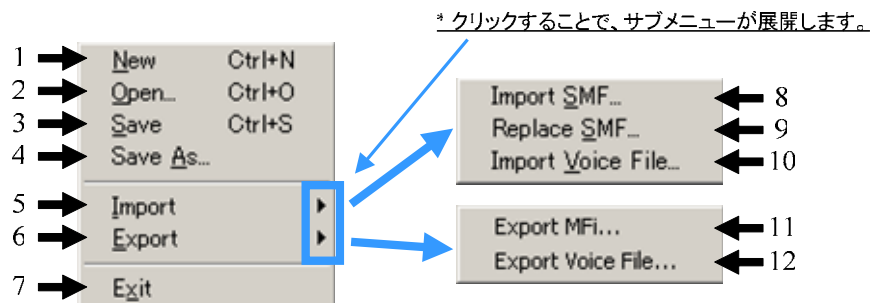 * クリックすることで、サブメニューが展開します。
1 New Ctrl+N
2 Open... Ctrl+O
3 Save Ctrl+S
4 Save As...
5 Import
6 Export
7 Exit
Import SMF... 8
Replace SMF... 9
Import Voice File... 10
Export MFi... 11
Export Voice File... 12